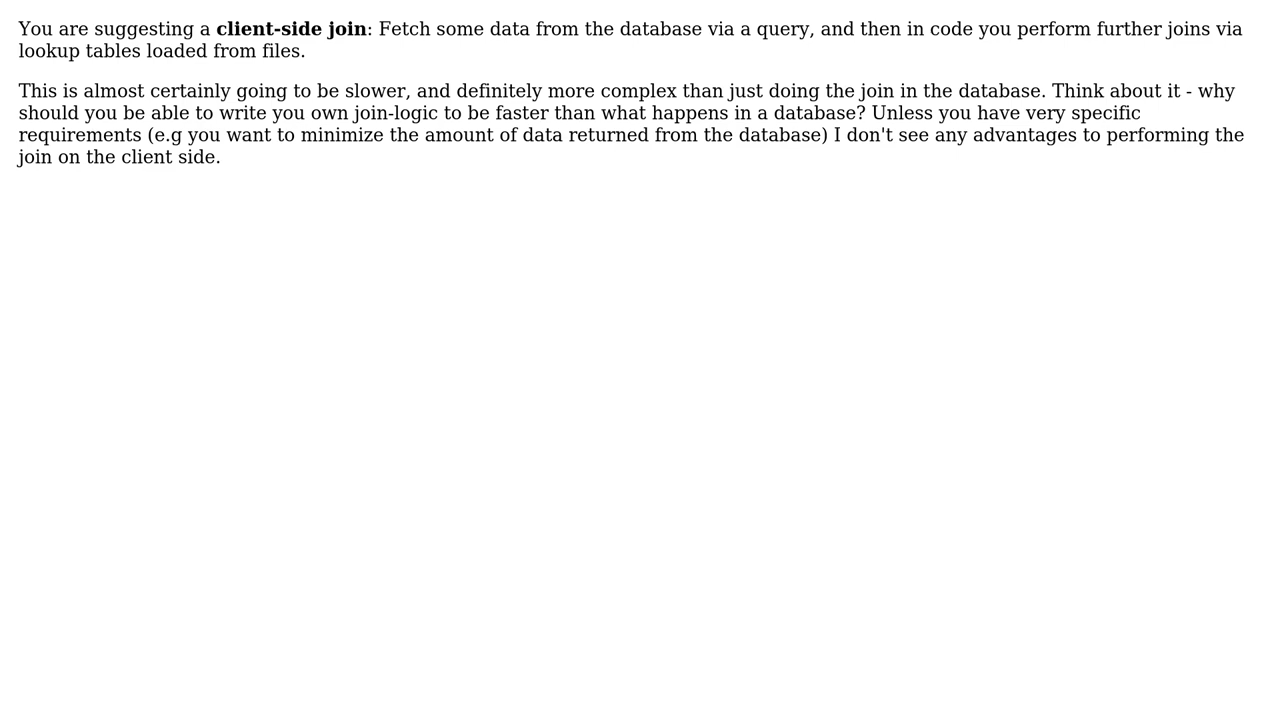 You are suggesting a client-side join: Fetch some data from the database via a query, and then in code you perform further joins via
lookup tables loaded from files.
This is almost certainly going to be slower, and definitely more complex than just doing the join in the database. Think about it - why
should you be able to write you own join-logic to be faster than what happens in a database? Unless you have very specific
requirements (e.g you want to minimize the amount of data returned from the database) I don't see any advantages to performing the
join on the client side.